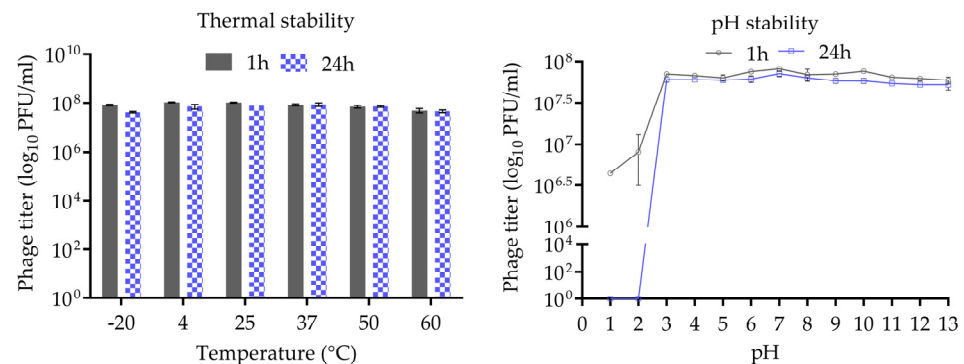 Thermal stability
1h 24h
Phage titer (log10 PFU/ml)
10^10
10^8
10^6
10^4
10^2
10^0
-20 4 25 37 50 60
Temperature (°C)
pH stability
1h 24h
Phage titer (log10 PFU/ml)
10^8
10^7.5
10^7
10^6.5
10^6
10^4
10^2
10^0
0 1 2 3 4 5 6 7 8 9 10 11 12 13
pH